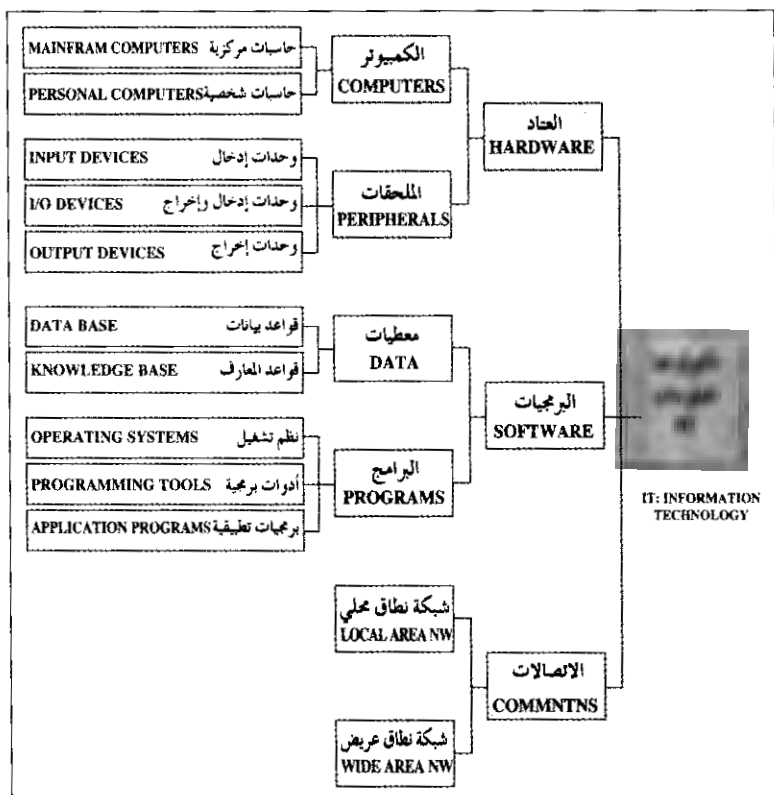 الكمبيوتر
COMPUTERS
MAINFRAM COMPUTERS حاسبات مركزية
PERSONAL COMPUTERS حاسبات شخصية
العتاد
HARDWARE
الملحقات
PERIPHERALS
INPUT DEVICES وحدات إدخال
I/O DEVICES وحدات إدخال وإخراج
OUTPUT DEVICES وحدات إخراج
معطيات
DATA
DATA BASE قواعد بيانات
KNOWLEDGE BASE قواعد المعارف
البرمجيات
SOFTWARE
البرامج
PROGRAMS
OPERATING SYSTEMS نظم تشغيل
PROGRAMMING TOOLS أدوات برمجية
APPLICATION PROGRAMS برمجيات تطبيقية
IT: INFORMATION
TECHNOLOGY
شبكة نطاق محلي
LOCAL AREA NW
الاتصالات
COMMNTNS
شبكة نطاق عريض
WIDE AREA NW